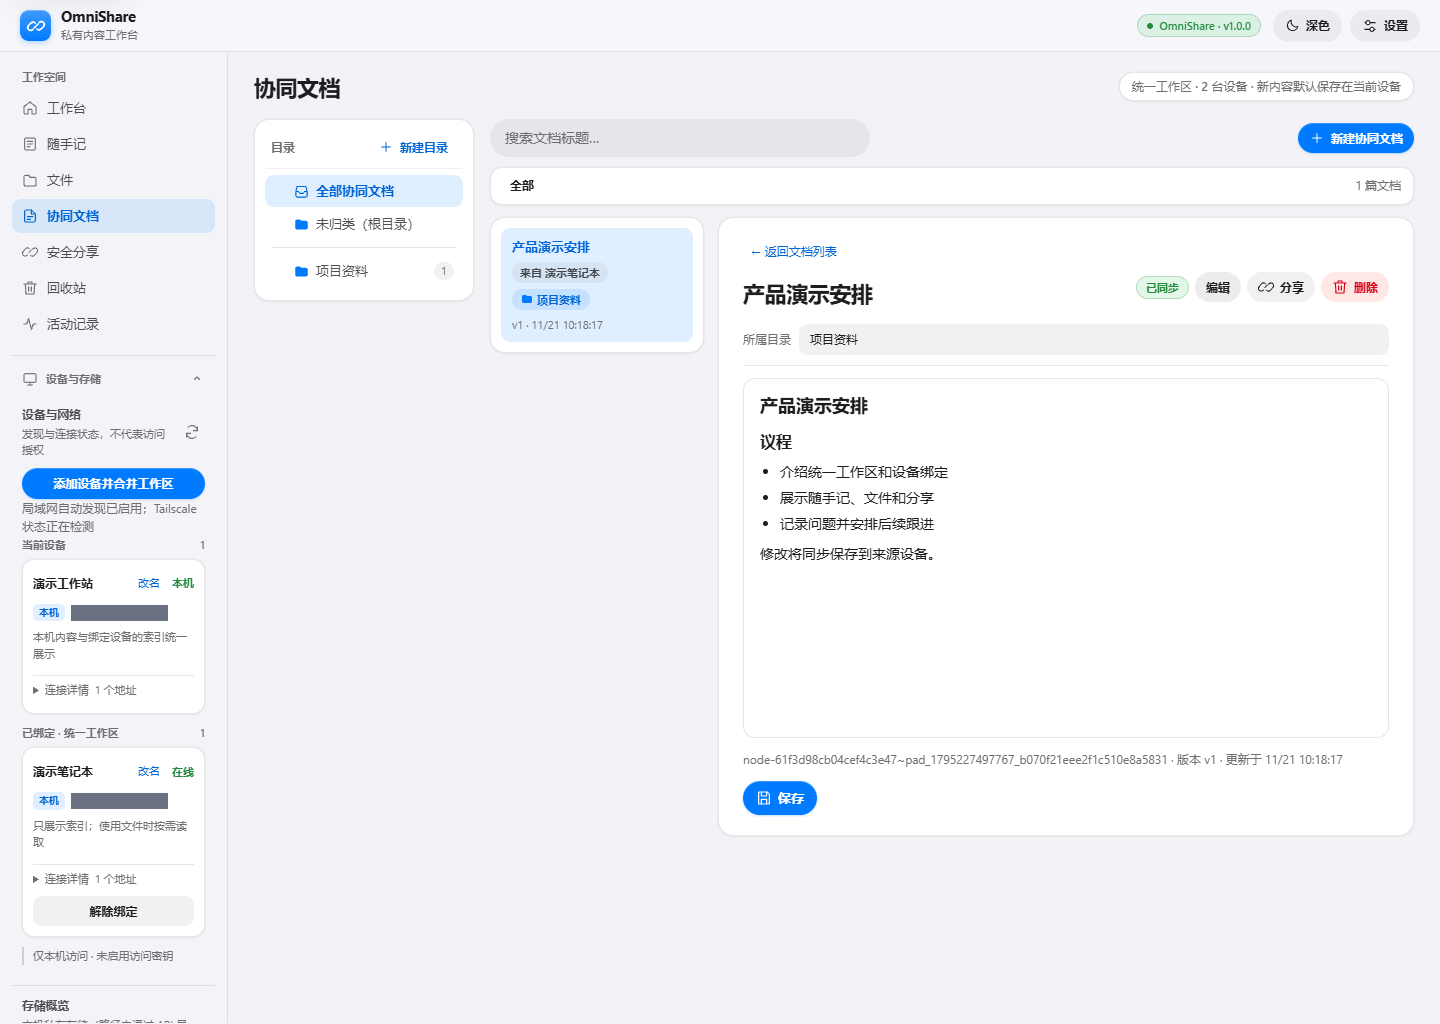 OmniShare
私有内容工作台
OmniShare · v1.0.0
深色
设置
工作空间
工作台
随手记
文件
协同文档
安全分享
回收站
活动记录
设备与存储
设备与网络
发现与连接状态，不代表访问
授权
添加设备并合并工作区
局域网自动发现已启用；Tailscale
状态正在检测
当前设备 1
演示工作站 改名 本机
本机
本机内容与绑定设备的索引统一
展示
连接详情 1 个地址
已绑定 · 统一工作区 1
演示笔记本 改名 在线
本机
只展示索引；使用文件时按需读
取
连接详情 1 个地址
解除绑定
仅本机访问 · 未启用访问密钥
存储概览
协同文档
统一工作区 · 2 台设备 · 新内容默认保存在当前设备
目录
新建目录
全部协同文档
未归类（根目录）
项目资料 1
搜索文档标题...
新建协同文档
全部
1 篇文档
产品演示安排
来自 演示笔记本
项目资料
v1 · 11/21 10:18:17
← 返回文档列表
产品演示安排
已同步
编辑
分享
删除
所属目录
项目资料
产品演示安排
议程
• 介绍统一工作区和设备绑定
• 展示随手记、文件和分享
• 记录问题并安排后续跟进
修改将同步保存到来源设备。
node-61f3d98cb04cef4c3e47~pad_1795227497767_b070f21eee2f1c510e8a5831 · 版本 v1 · 更新于 11/21 10:18:17
保存